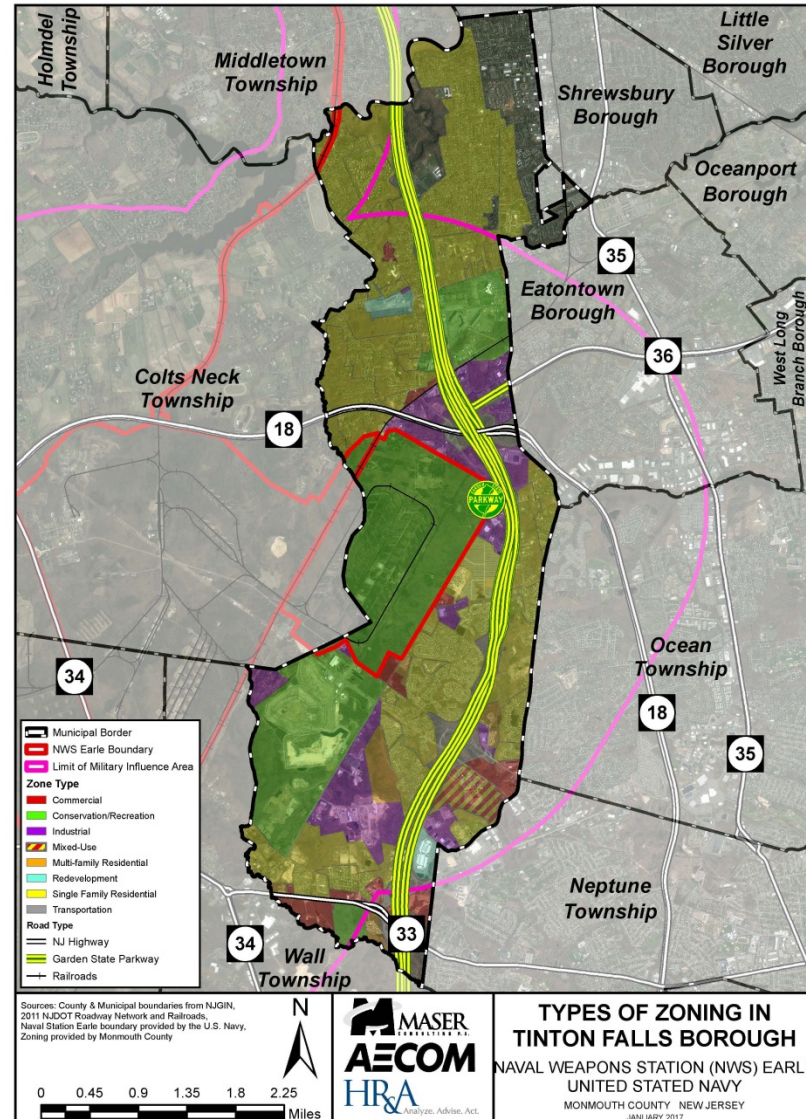 Holmdel
Township
Middletown
Township
Little
Silver
Borough
Shrewsbury
Borough
Oceanport
Borough
35
Eatontown
Borough
36
West Long
Branch Borough
Colts Neck
Township
18
PARKWAY
Ocean
Township
34
18
35
Neptune
Township
33
34
Wall
Township
Municipal Border
NWS Earle Boundary
Limit of Military Influence Area
Zone Type
Commercial
Conservation/Recreation
Industrial
Mixed-Use
Multi-family Residential
Redevelopment
Single Family Residential
Transportation
Road Type
NJ Highway
Garden State Parkway
Railroads
Sources: County & Municipal boundaries from NJGIN,
2011 NJDOT Roadway Network and Railroads,
Naval Station Earle boundary provided by the U.S. Navy,
Zoning provided by Monmouth County
N
0 0.45 0.9 1.35 1.8 2.25
Miles
MASER
CONSULTING P.A.
AECOM
HR&A Analyze. Advise. Act.
TYPES OF ZONING IN
TINTON FALLS BOROUGH
NAVAL WEAPONS STATION (NWS) EARL
UNITED STATED NAVY
MONMOUTH COUNTY NEW JERSEY
JANUARY 2017